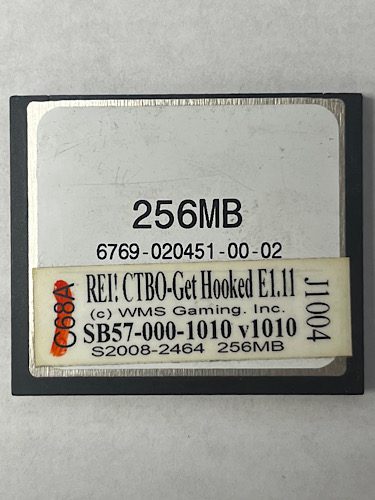 256MB
6769-020451-00-02
C68A
REI! CTBO-Get Hooked E1.11
(c) WMS Gaming. Inc.
SB57-000-1010 v1010
S2008-2464 256MB
J1004